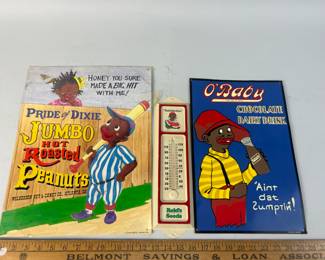 HONEY YOU SURE
MADE A BIG HIT
WITH ME!
PRIDE of DIXIE
JUMBO
HOT
Roasted
Peanuts
O'Baby
CHOCOLATE
DAIRY DRINK
'Aint
dat
Sumptin'!
Reid's
Seeds
BELMONT SAVINGS & LOAN ASSOC